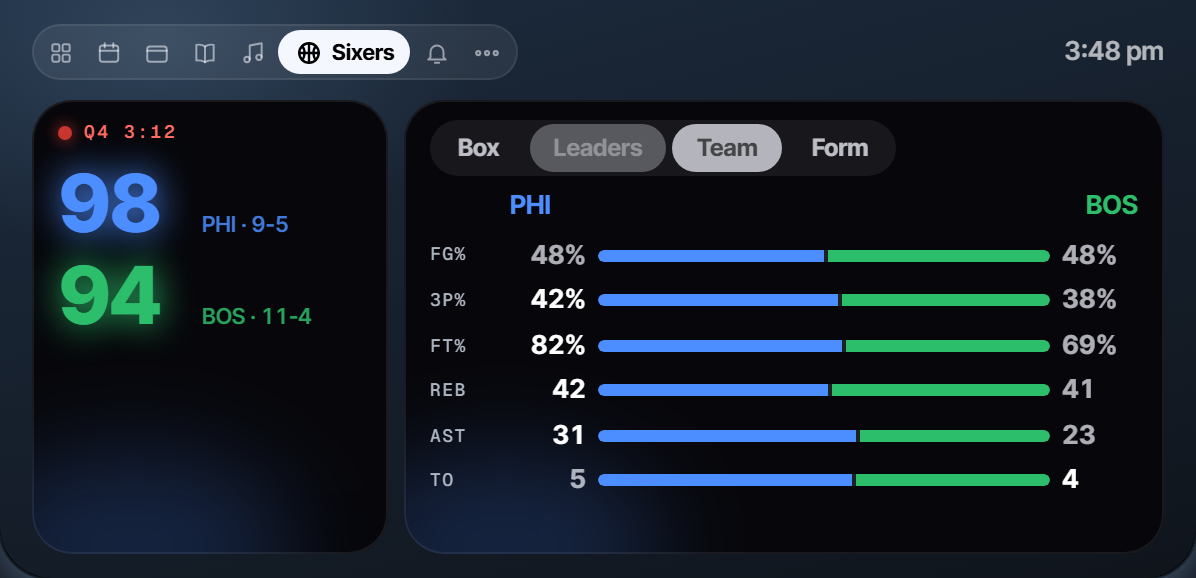 Sixers
3:48 pm
Q4 3:12
98 PHI · 9-5
94 BOS · 11-4
Box Leaders Team Form
PHI BOS
FG% 48% 48%
3P% 42% 38%
FT% 82% 69%
REB 42 41
AST 31 23
TO 5 4